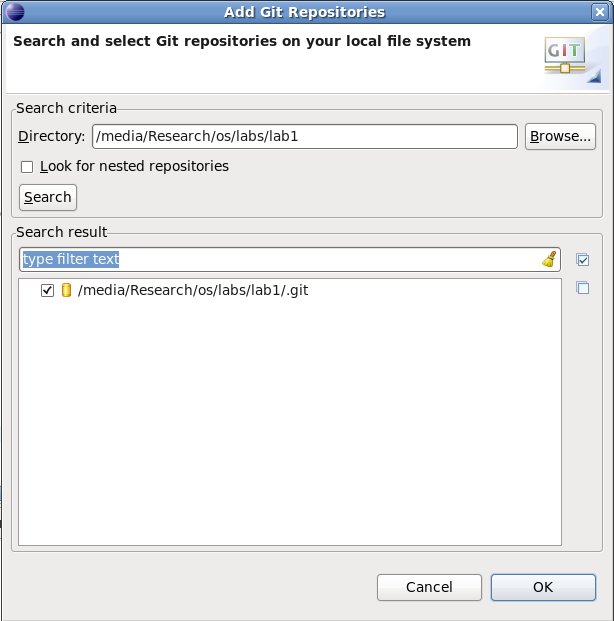 Add Git Repositories
Search and select Git repositories on your local file system
GIT
Search criteria
Directory: /media/Research/os/labs/lab1 Browse...
Look for nested repositories
Search
Search result
type filter text
/media/Research/os/labs/lab1/.git
Cancel OK